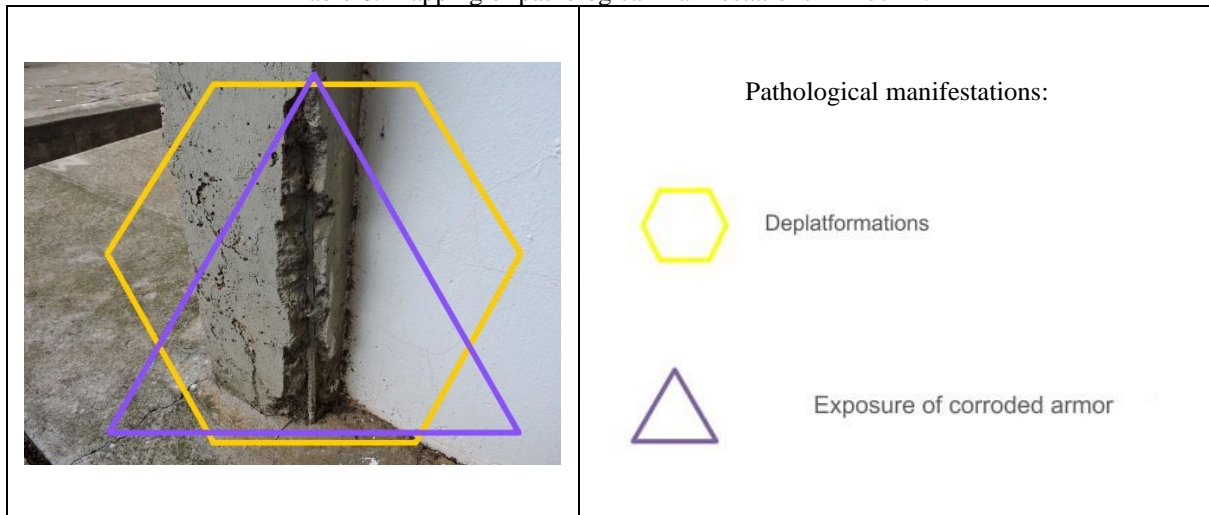 Pathological manifestations:
Deplatformations
Exposure of corroded armor